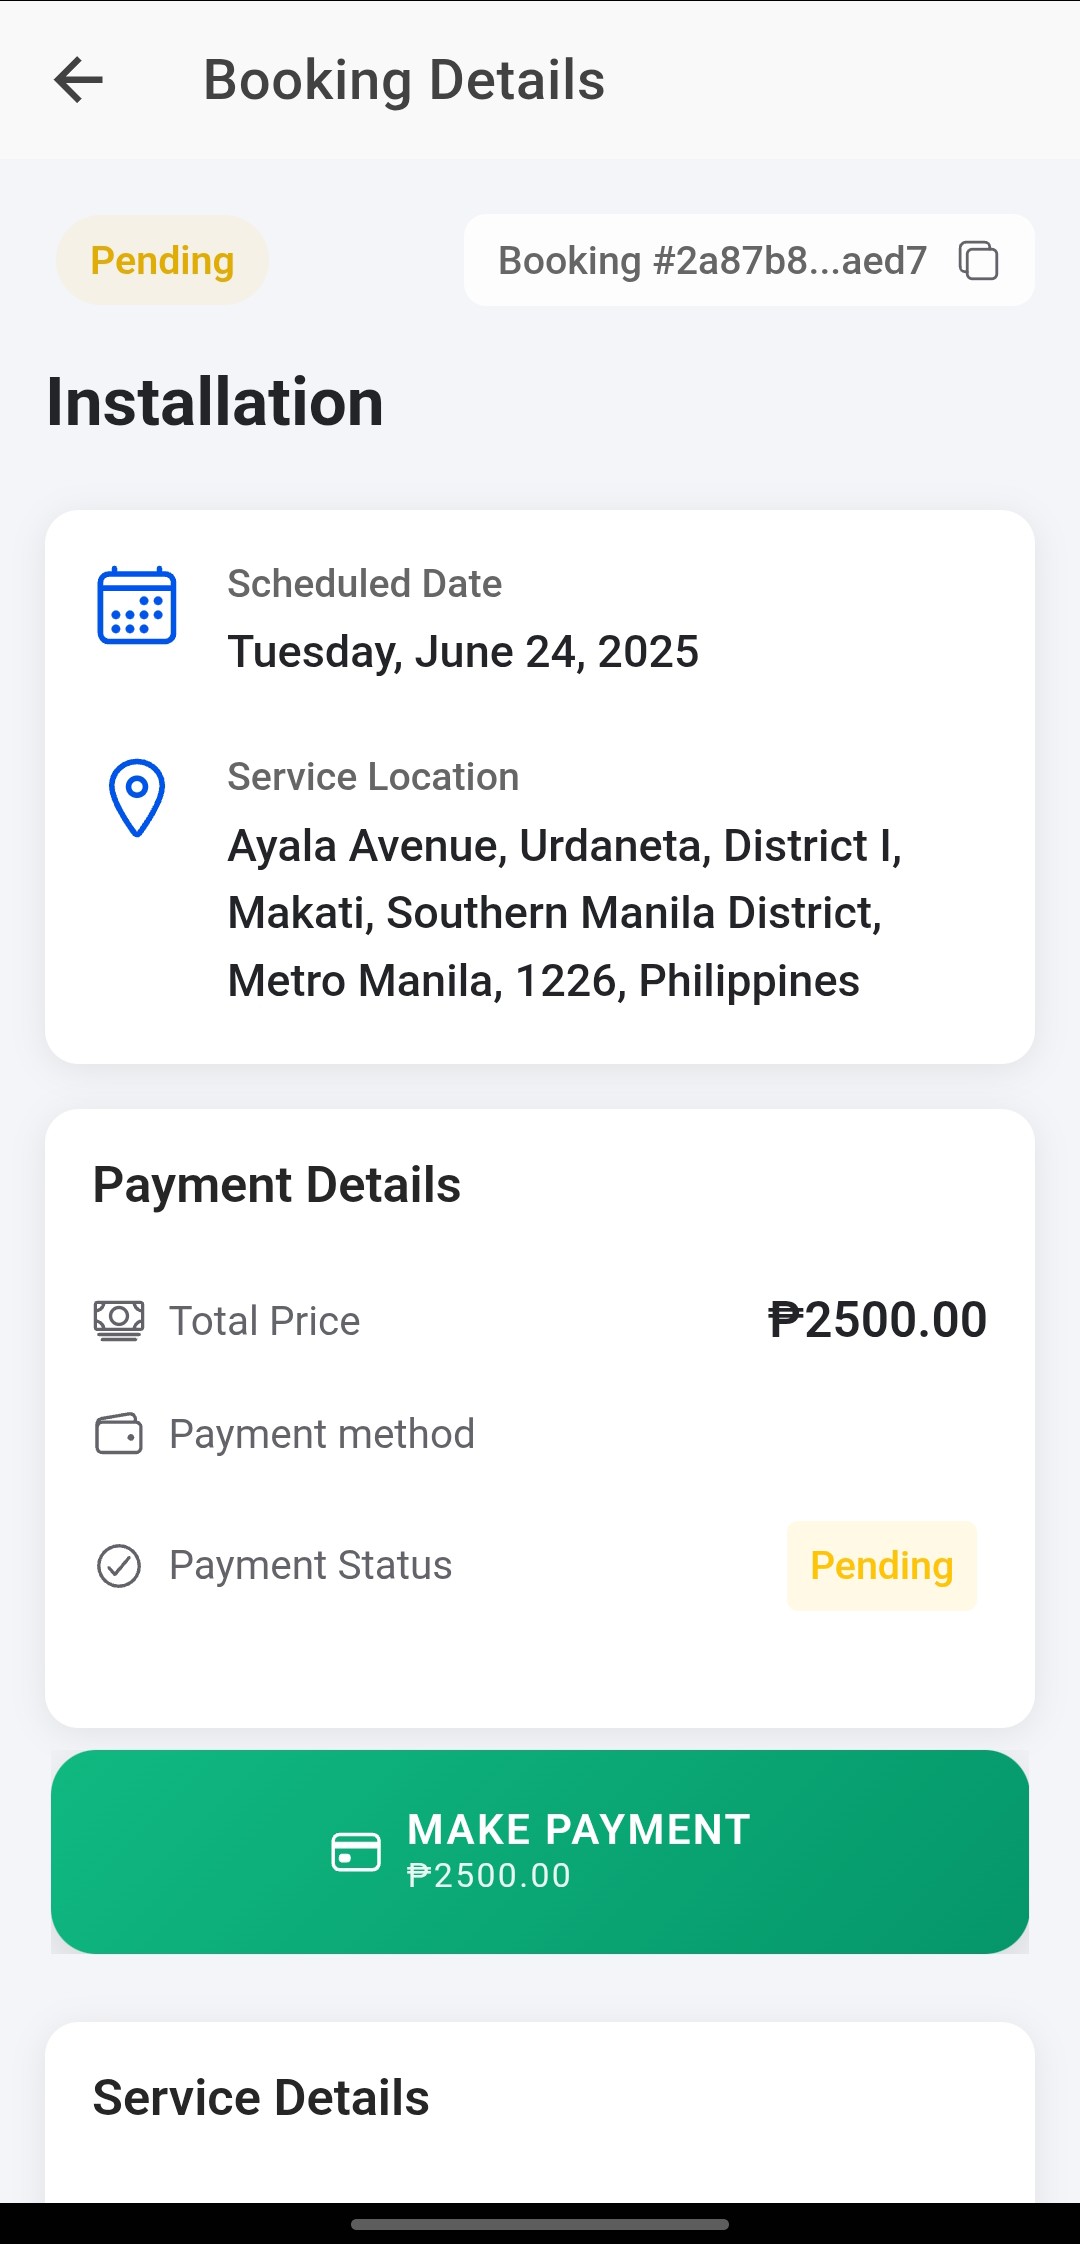 Booking Details
Pending
Booking #2a87b8...aed7
Installation
Scheduled Date
Tuesday, June 24, 2025
Service Location
Ayala Avenue, Urdaneta, District I,
Makati, Southern Manila District,
Metro Manila, 1226, Philippines
Payment Details
Total Price
₱2500.00
Payment method
Payment Status
Pending
MAKE PAYMENT
₱2500.00
Service Details